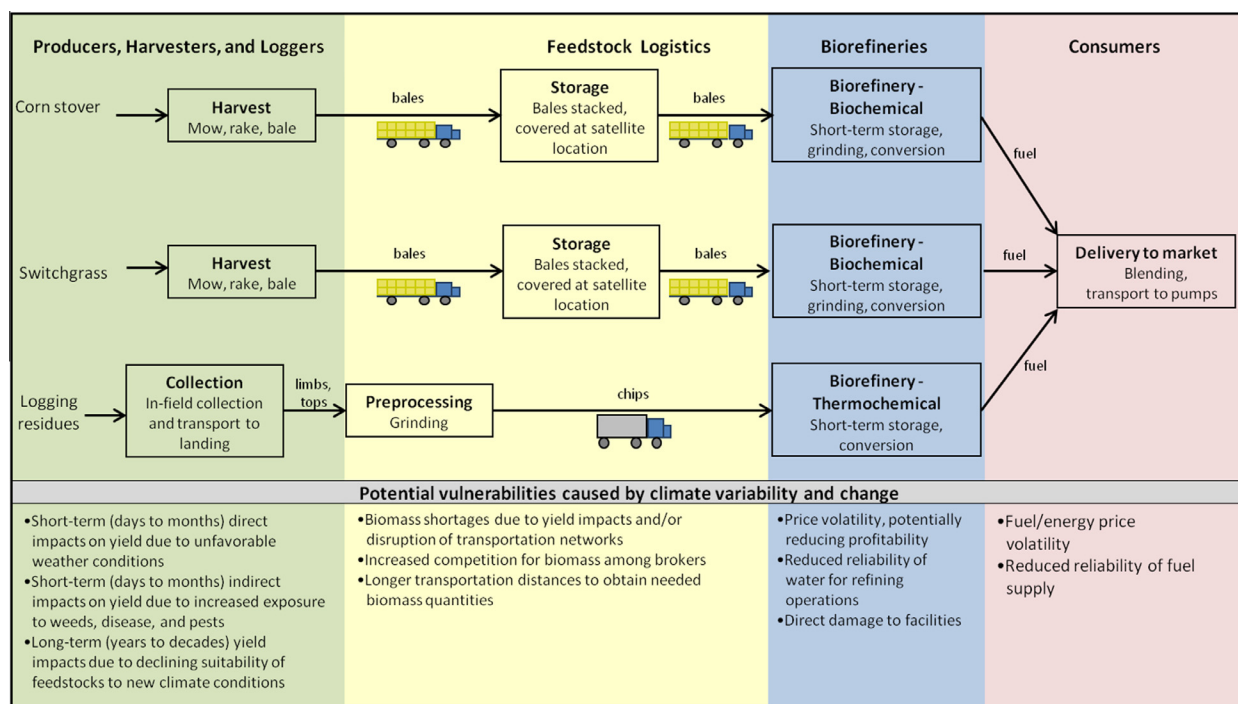 Producers, Harvesters, and Loggers
Feedstock Logistics
Biorefineries
Consumers
Corn stover
Harvest
Mow, rake, bale
bales
Storage
Bales stacked,
covered at satellite
location
bales
Biorefinery -
Biochemical
Short-term storage,
grinding, conversion
fuel
Switchgrass
Harvest
Mow, rake, bale
bales
Storage
Bales stacked,
covered at satellite
location
bales
Biorefinery -
Biochemical
Short-term storage,
grinding, conversion
fuel
Delivery to market
Blending,
transport to pumps
Logging
residues
Collection
In-field collection
and transport to
landing
limbs,
tops
Preprocessing
Grinding
chips
Biorefinery -
Thermochemical
Short-term storage,
conversion
fuel
Potential vulnerabilities caused by climate variability and change
•Short-term (days to months) direct
impacts on yield due to unfavorable
weather conditions
•Short-term (days to months) indirect
impacts on yield due to increased exposure
to weeds, disease, and pests
•Long-term (years to decades) yield
impacts due to declining suitability of
feedstocks to new climate conditions
•Biomass shortages due to yield impacts and/or
disruption of transportation networks
•Increased competition for biomass among brokers
•Longer transportation distances to obtain needed
biomass quantities
•Price volatility, potentially
reducing profitability
•Reduced reliability of
water for refining
operations
•Direct damage to facilities
•Fuel/energy price
volatility
•Reduced reliability of fuel
supply